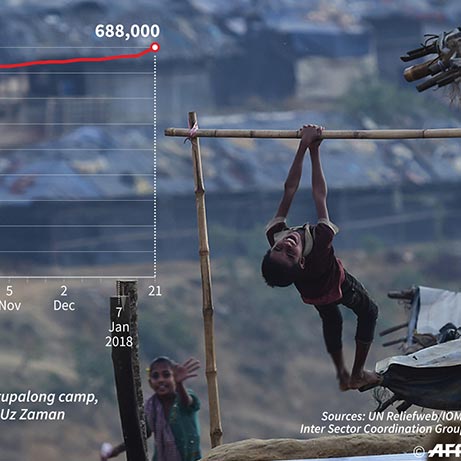 688,000
5
Nov
2
Dec
7
Jan
2018
21
upalong camp,
Uz Zaman
Sources: UN Reliefweb/IOM
Inter Sector Coordination Group
© AFP